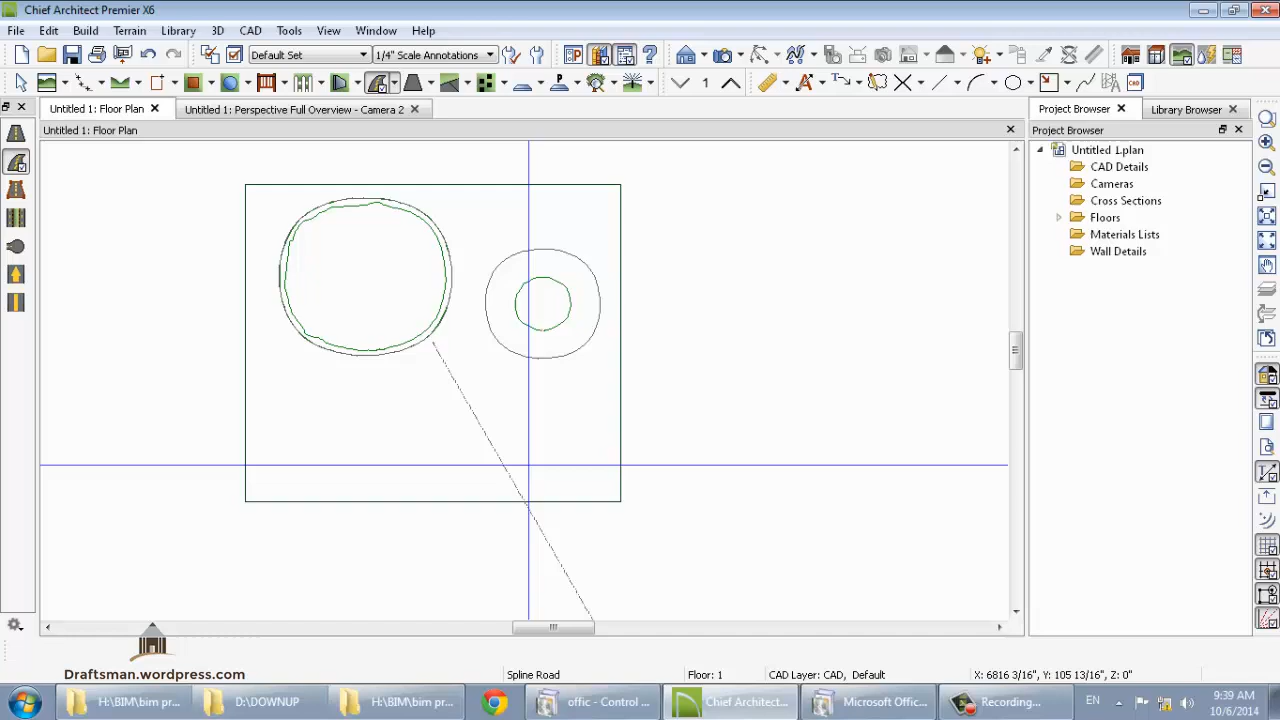 Chief Architect Premier X6
File Edit Build Terrain Library 3D CAD Tools View Window Help
Default Set 1/4" Scale Annotations
1
Untitled 1: Floor Plan Untitled 1: Perspective Full Overview - Camera 2 Project Browser Library Browser
Untitled 1: Floor Plan Project Browser
Untitled 1.plan
CAD Details
Cameras
Cross Sections
Floors
Materials Lists
Wall Details
Draftsman.wordpress.com Spline Road Floor: 1 CAD Layer: CAD, Default X: 6816 3/16", Y: 105 13/16", Z: 0"
H:\BIM\bim pr... D:\DOWNUP H:\BIM\bim pr... offic - Control ... Chief Architect... Microsoft Offic... Recording... EN 9:39 AM
10/6/2014